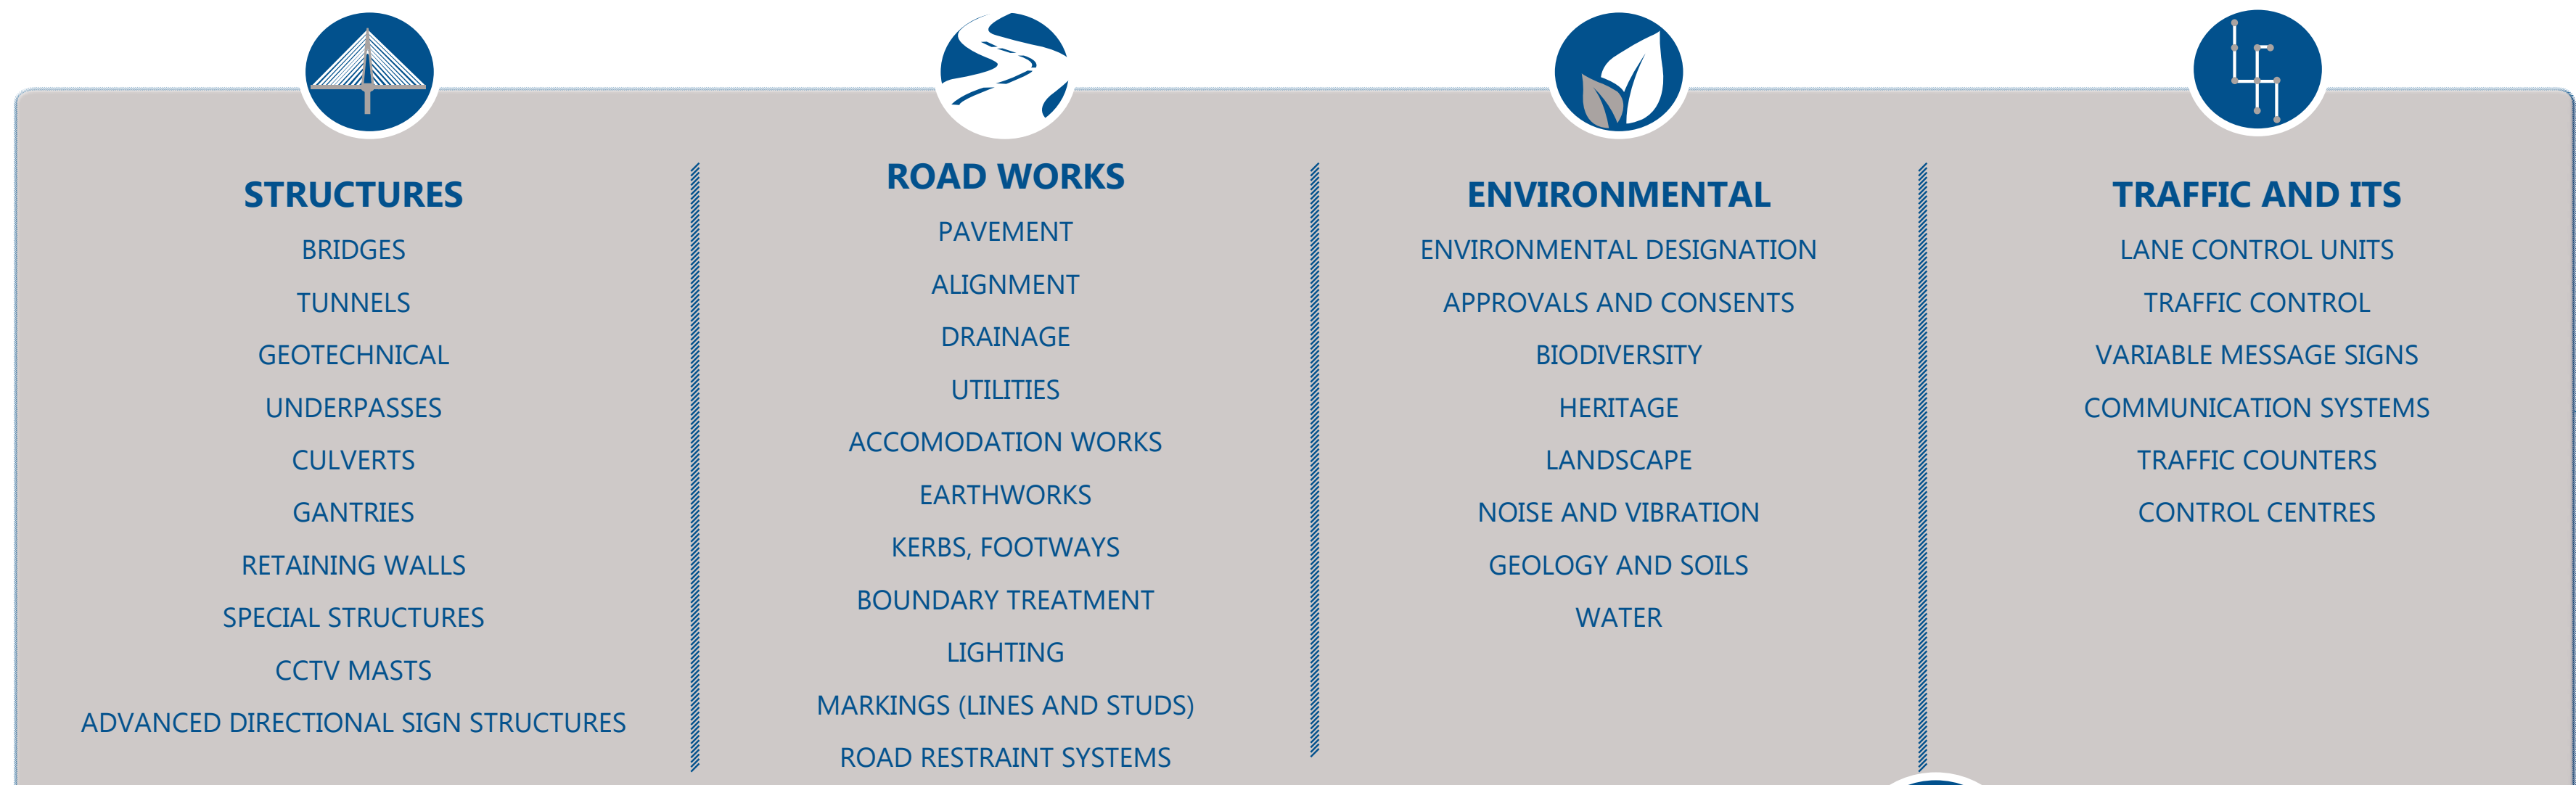 STRUCTURES
BRIDGES
TUNNELS
GEOTECHNICAL
UNDERPASSES
CULVERTS
GANTRIES
RETAINING WALLS
SPECIAL STRUCTURES
CCTV MASTS
ADVANCED DIRECTIONAL SIGN STRUCTURES
ROAD WORKS
PAVEMENT
ALIGNMENT
DRAINAGE
UTILITIES
ACCOMODATION WORKS
EARTHWORKS
KERBS, FOOTWAYS
BOUNDARY TREATMENT
LIGHTING
MARKINGS (LINES AND STUDS)
ROAD RESTRAINT SYSTEMS
ENVIRONMENTAL
ENVIRONMENTAL DESIGNATION
APPROVALS AND CONSENTS
BIODIVERSITY
HERITAGE
LANDSCAPE
NOISE AND VIBRATION
GEOLOGY AND SOILS
WATER
TRAFFIC AND ITS
LANE CONTROL UNITS
TRAFFIC CONTROL
VARIABLE MESSAGE SIGNS
COMMUNICATION SYSTEMS
TRAFFIC COUNTERS
CONTROL CENTRES